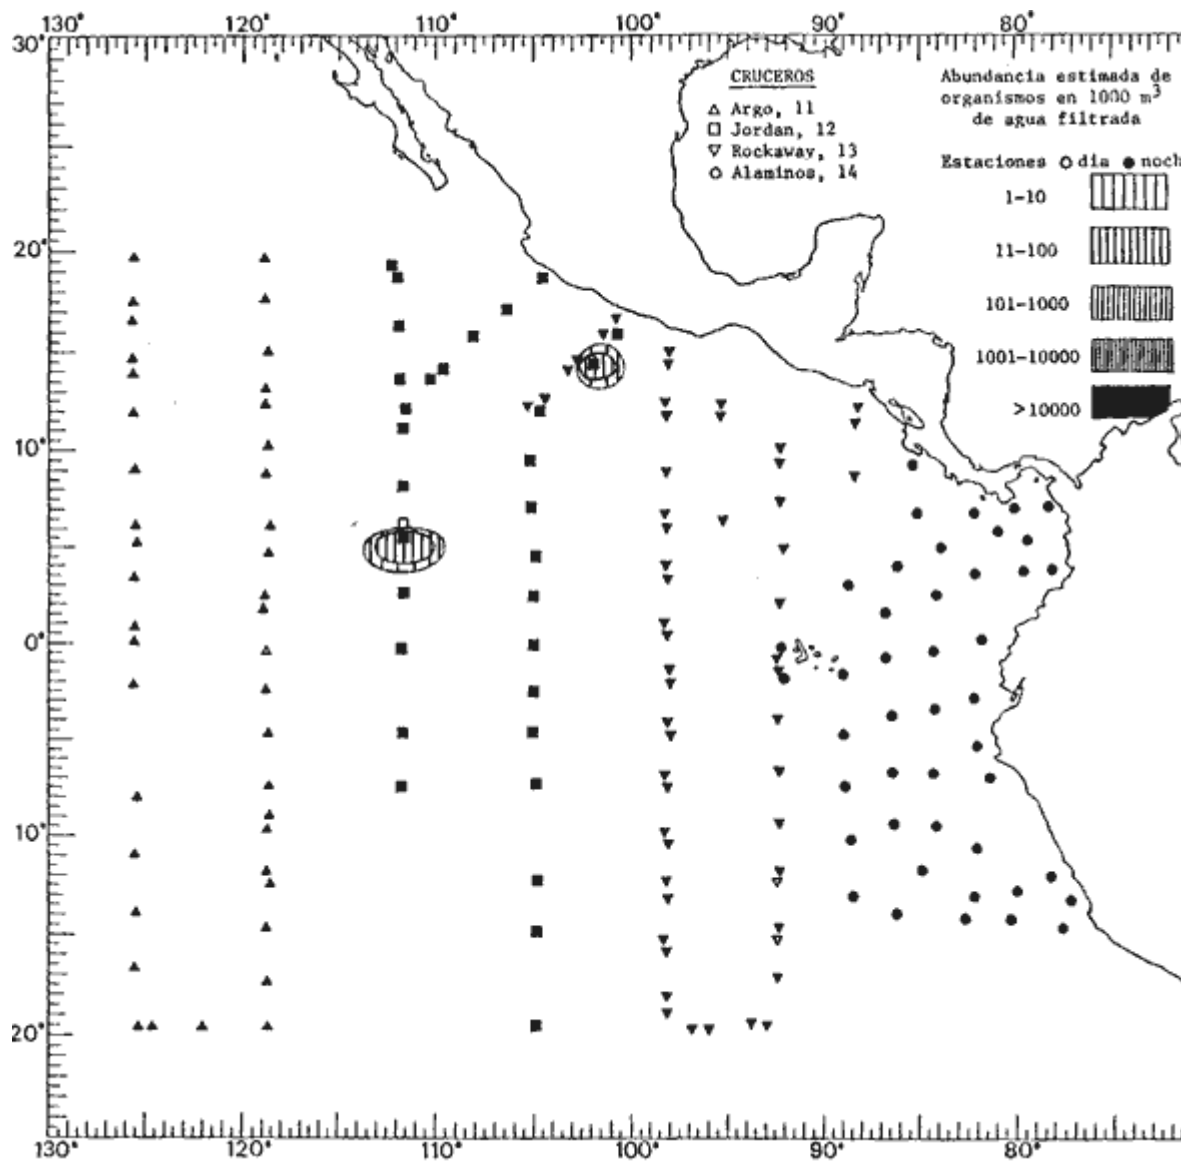 130° 120° 110° 100° 90° 80°
30°
CRUCEROS
△ Argo, 11
□ Jordan, 12
▽ Rockaway, 13
○ Alaminos, 14
Abundancia estimada de
organismos en 1000 m³
de agua filtrada
Estaciones ○ dia ● noch
1-10
11-100
101-1000
1001-10000
>10000
20°
10°
0°
10°
20°
130° 120° 110° 100° 90° 80°